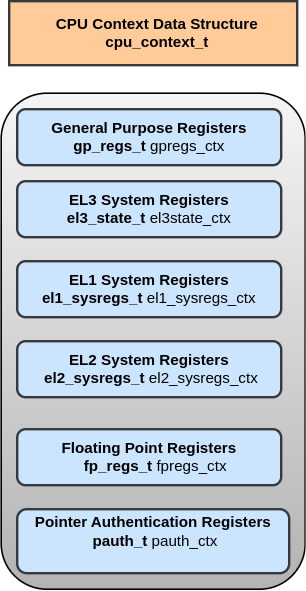 CPU Context Data Structure
cpu_context_t
General Purpose Registers
gp_regs_t gpregs_ctx
EL3 System Registers
el3_state_t el3state_ctx
EL1 System Registers
el1_sysregs_t el1_sysregs_ctx
EL2 System Registers
el2_sysregs_t el2_sysregs_ctx
Floating Point Registers
fp_regs_t fpregs_ctx
Pointer Authentication Registers
pauth_t pauth_ctx